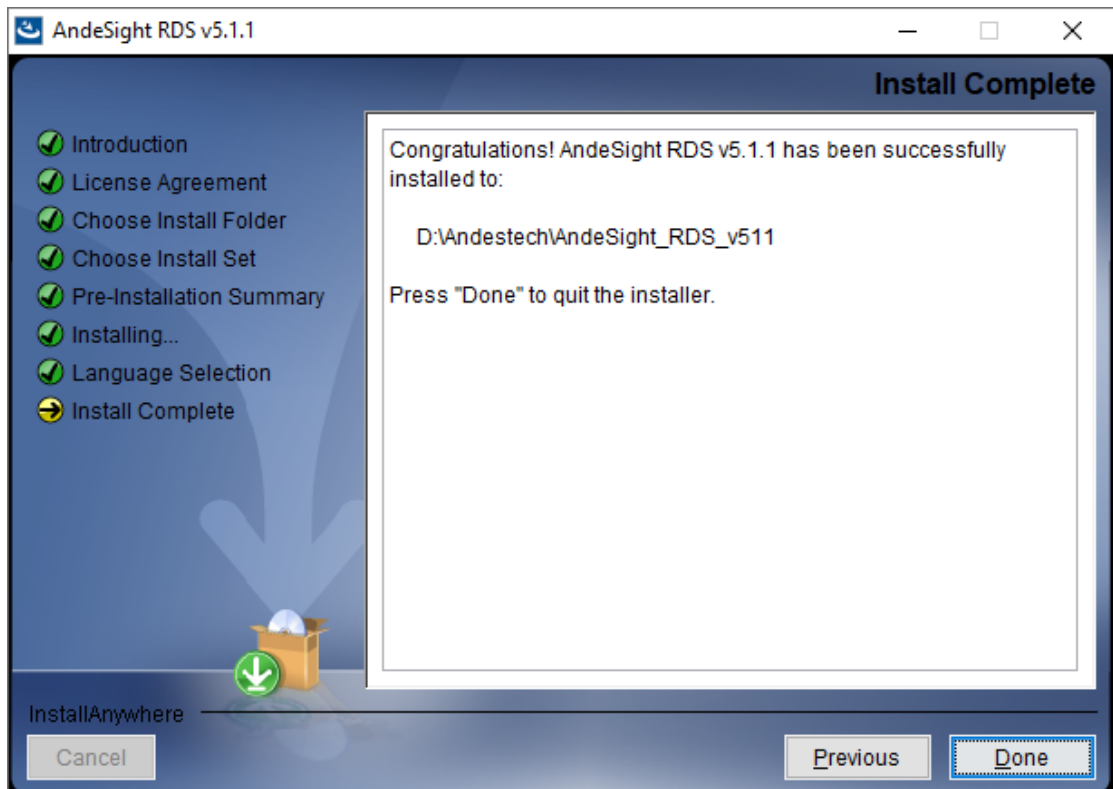 AndeSight RDS v5.1.1
Install Complete
Introduction
License Agreement
Choose Install Folder
Choose Install Set
Pre-Installation Summary
Installing...
Language Selection
Install Complete
Congratulations! AndeSight RDS v5.1.1 has been successfully
installed to:
D:\Andestech\AndeSight_RDS_v511
Press "Done" to quit the installer.
InstallAnywhere
Cancel
Previous
Done